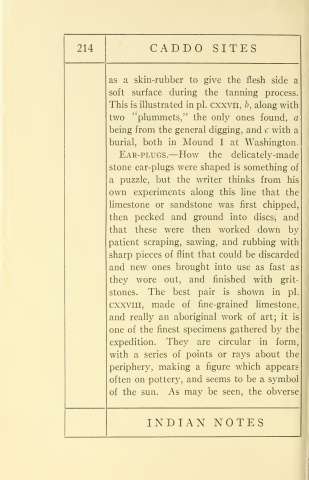 214
CADDO SITES
as a skin-rubber to give the flesh side a
soft surface during the tanning process.
This is illustrated in pl. CXXVII, b, along with
two "plummets," the only ones found, a
being from the general digging, and c with a
burial, both in Mound 1 at Washington.
EAR-PLUGS.—How the delicately-made
stone ear-plugs were shaped is something of
a puzzle, but the writer thinks from his
own experiments along this line that the
limestone or sandstone was first chipped,
then pecked and ground into discs, and
that these were then worked down by
patient scraping, sawing, and rubbing with
sharp pieces of flint that could be discarded
and new ones brought into use as fast as
they wore out, and finished with grit-
stones. The best pair is shown in pl.
CXXVIII, made of fine-grained limestone,
and really an aboriginal work of art; it is
one of the finest specimens gathered by the
expedition. They are circular in form,
with a series of points or rays about the
periphery, making a figure which appears
often on pottery, and seems to be a symbol
of the sun. As may be seen, the obverse
INDIAN NOTES